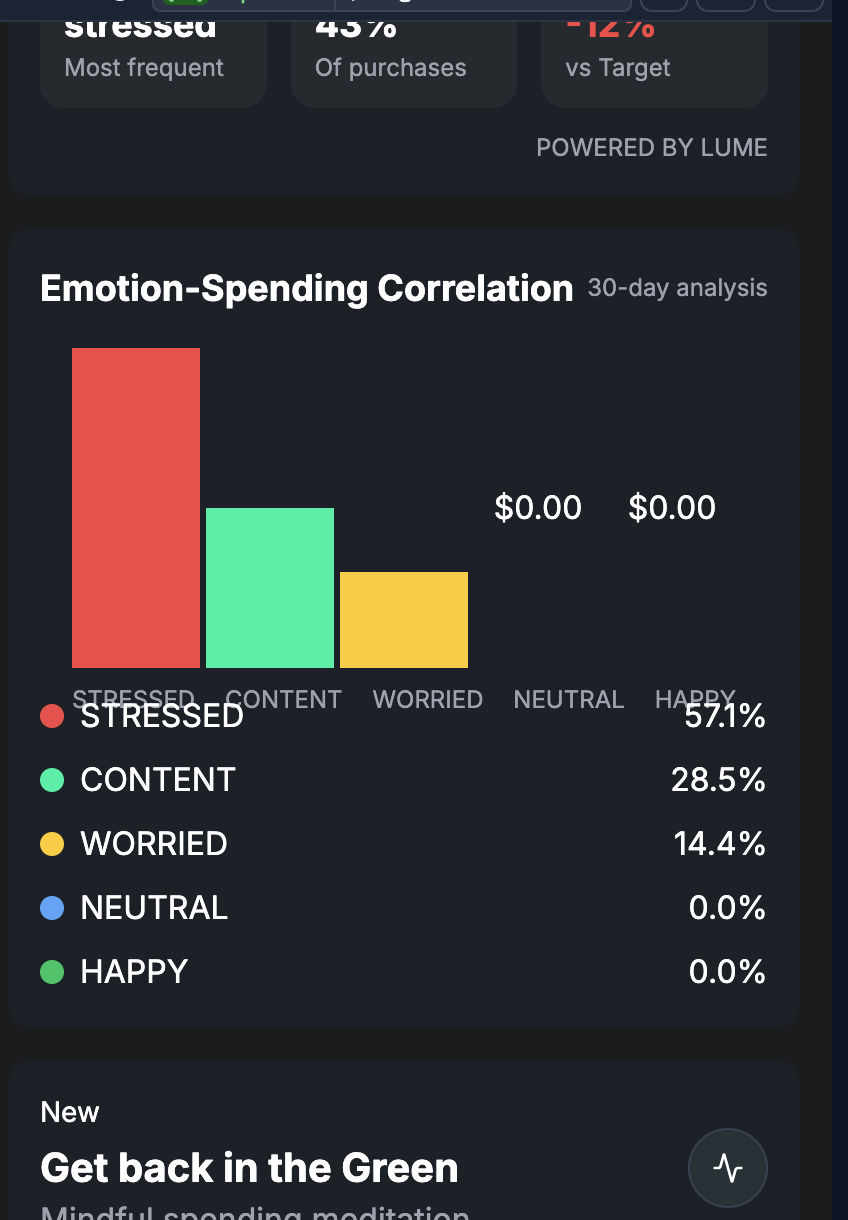 stressed 43% -12%
Most frequent Of purchases vs Target
POWERED BY LUME
Emotion-Spending Correlation 30-day analysis
$0.00 $0.00
STRESSED CONTENT WORRIED NEUTRAL HAPPY
STRESSED 57.1%
CONTENT 28.5%
WORRIED 14.4%
NEUTRAL 0.0%
HAPPY 0.0%
New
Get back in the Green
Mindful spending meditation